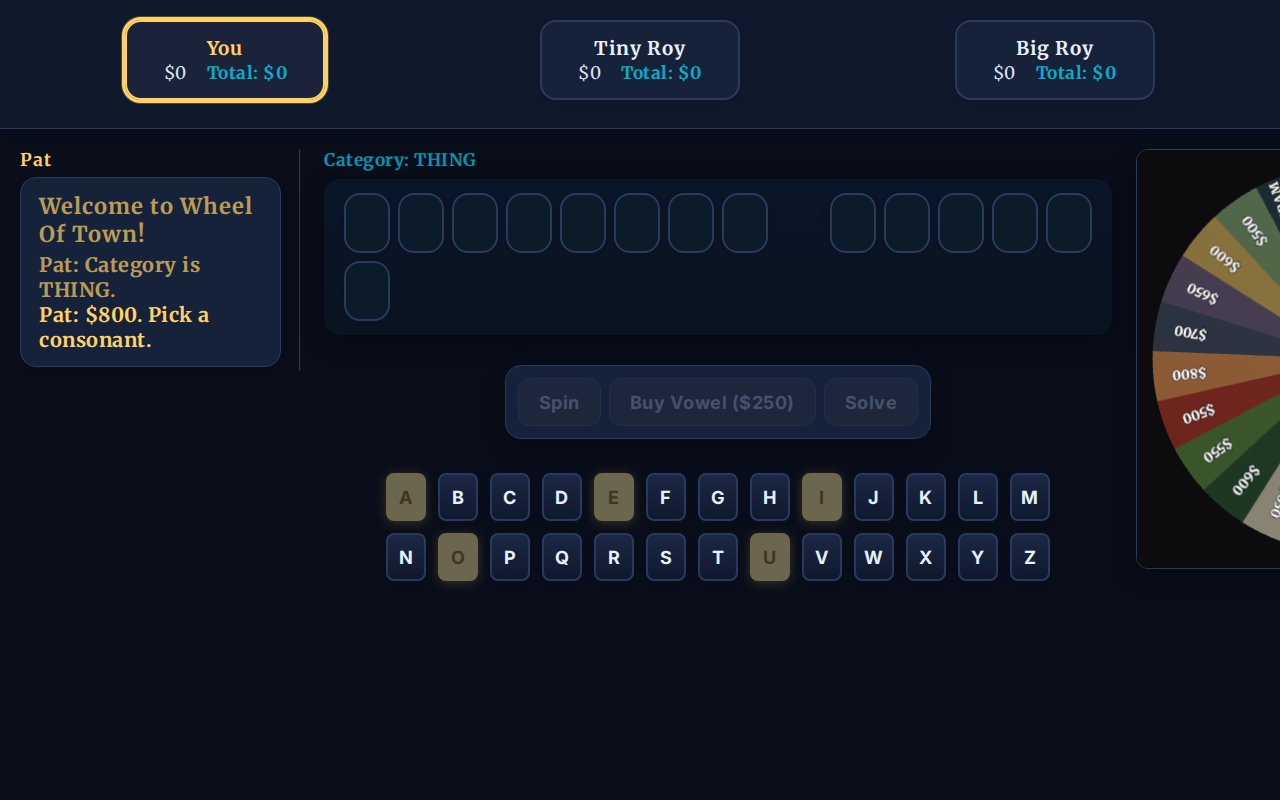 You
$0 Total: $0
Tiny Roy
$0 Total: $0
Big Roy
$0 Total: $0
Pat
Welcome to Wheel
Of Town!
Pat: Category is
THING.
Pat: $800. Pick a
consonant.
Category: THING
Spin
Buy Vowel ($250)
Solve
A B C D E F G H I J K L M
N O P Q R S T U V W X Y Z
$500
$600
$650
$700
$800
$500
$550
$600